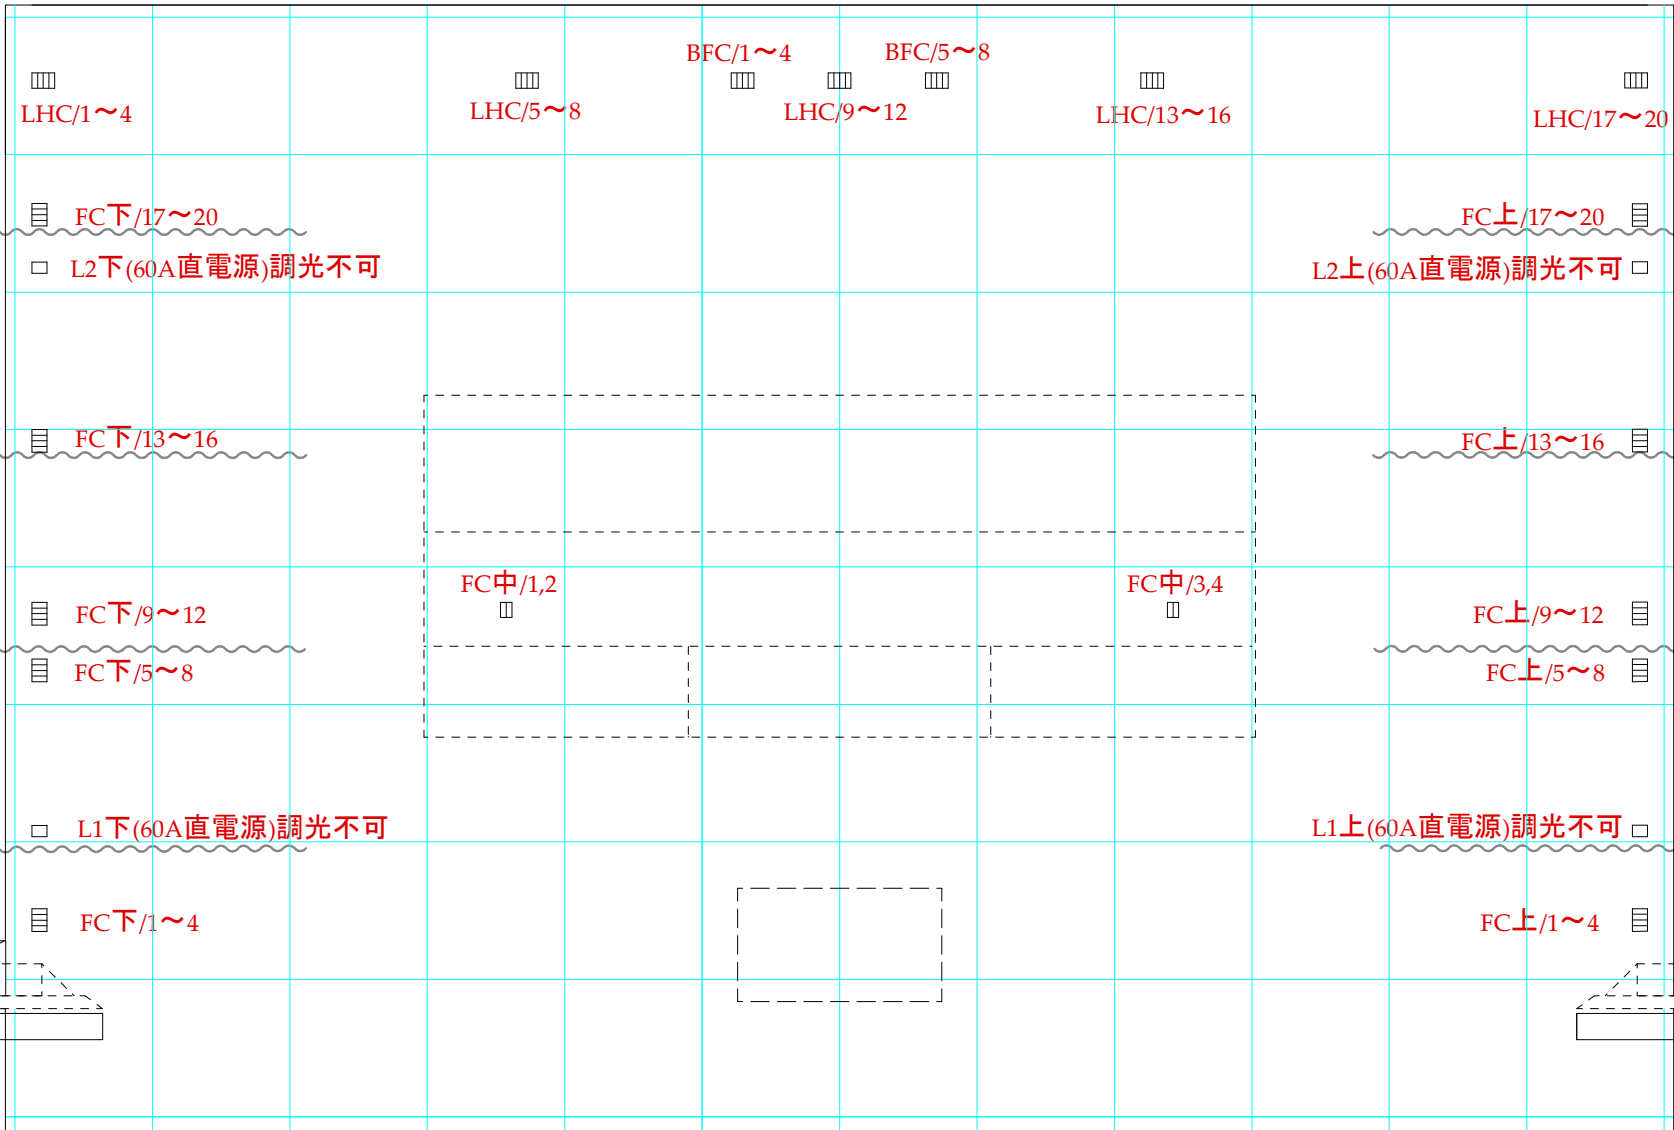 BFC/1〜4
BFC/5〜8
LHC/1〜4
LHC/5〜8
LHC/9〜12
LHC/13〜16
LHC/17〜20
FC下/17〜20
FC上/17〜20
L2下(60A直電源)調光不可
L2上(60A直電源)調光不可
FC下/13〜16
FC上/13〜16
FC中/1,2
FC中/3,4
FC下/9〜12
FC上/9〜12
FC下/5〜8
FC上/5〜8
L1下(60A直電源)調光不可
L1上(60A直電源)調光不可
FC下/1〜4
FC上/1〜4